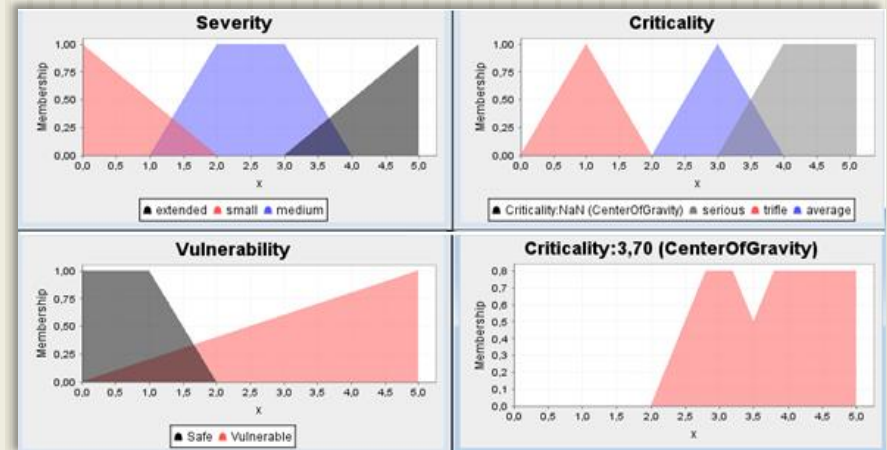 Severity
1,00
0,75
0,50
0,25
0,00
Membership
0,0 0,5 1,0 1,5 2,0 2,5 3,0 3,5 4,0 4,5 5,0
x
extended small medium
Criticality
1,00
0,75
0,50
0,25
0,00
Membership
0,0 0,5 1,0 1,5 2,0 2,5 3,0 3,5 4,0 4,5 5,0
x
Criticality:NaN (CenterOfGravity) serious trifle average
Vulnerability
1,00
0,75
0,50
0,25
0,00
Membership
0,0 0,5 1,0 1,5 2,0 2,5 3,0 3,5 4,0 4,5 5,0
x
Safe Vulnerable
Criticality:3,70 (CenterOfGravity)
0,8
0,7
0,6
0,5
0,4
0,3
0,2
0,1
0,0
Membership
0,0 0,5 1,0 1,5 2,0 2,5 3,0 3,5 4,0 4,5 5,0
x